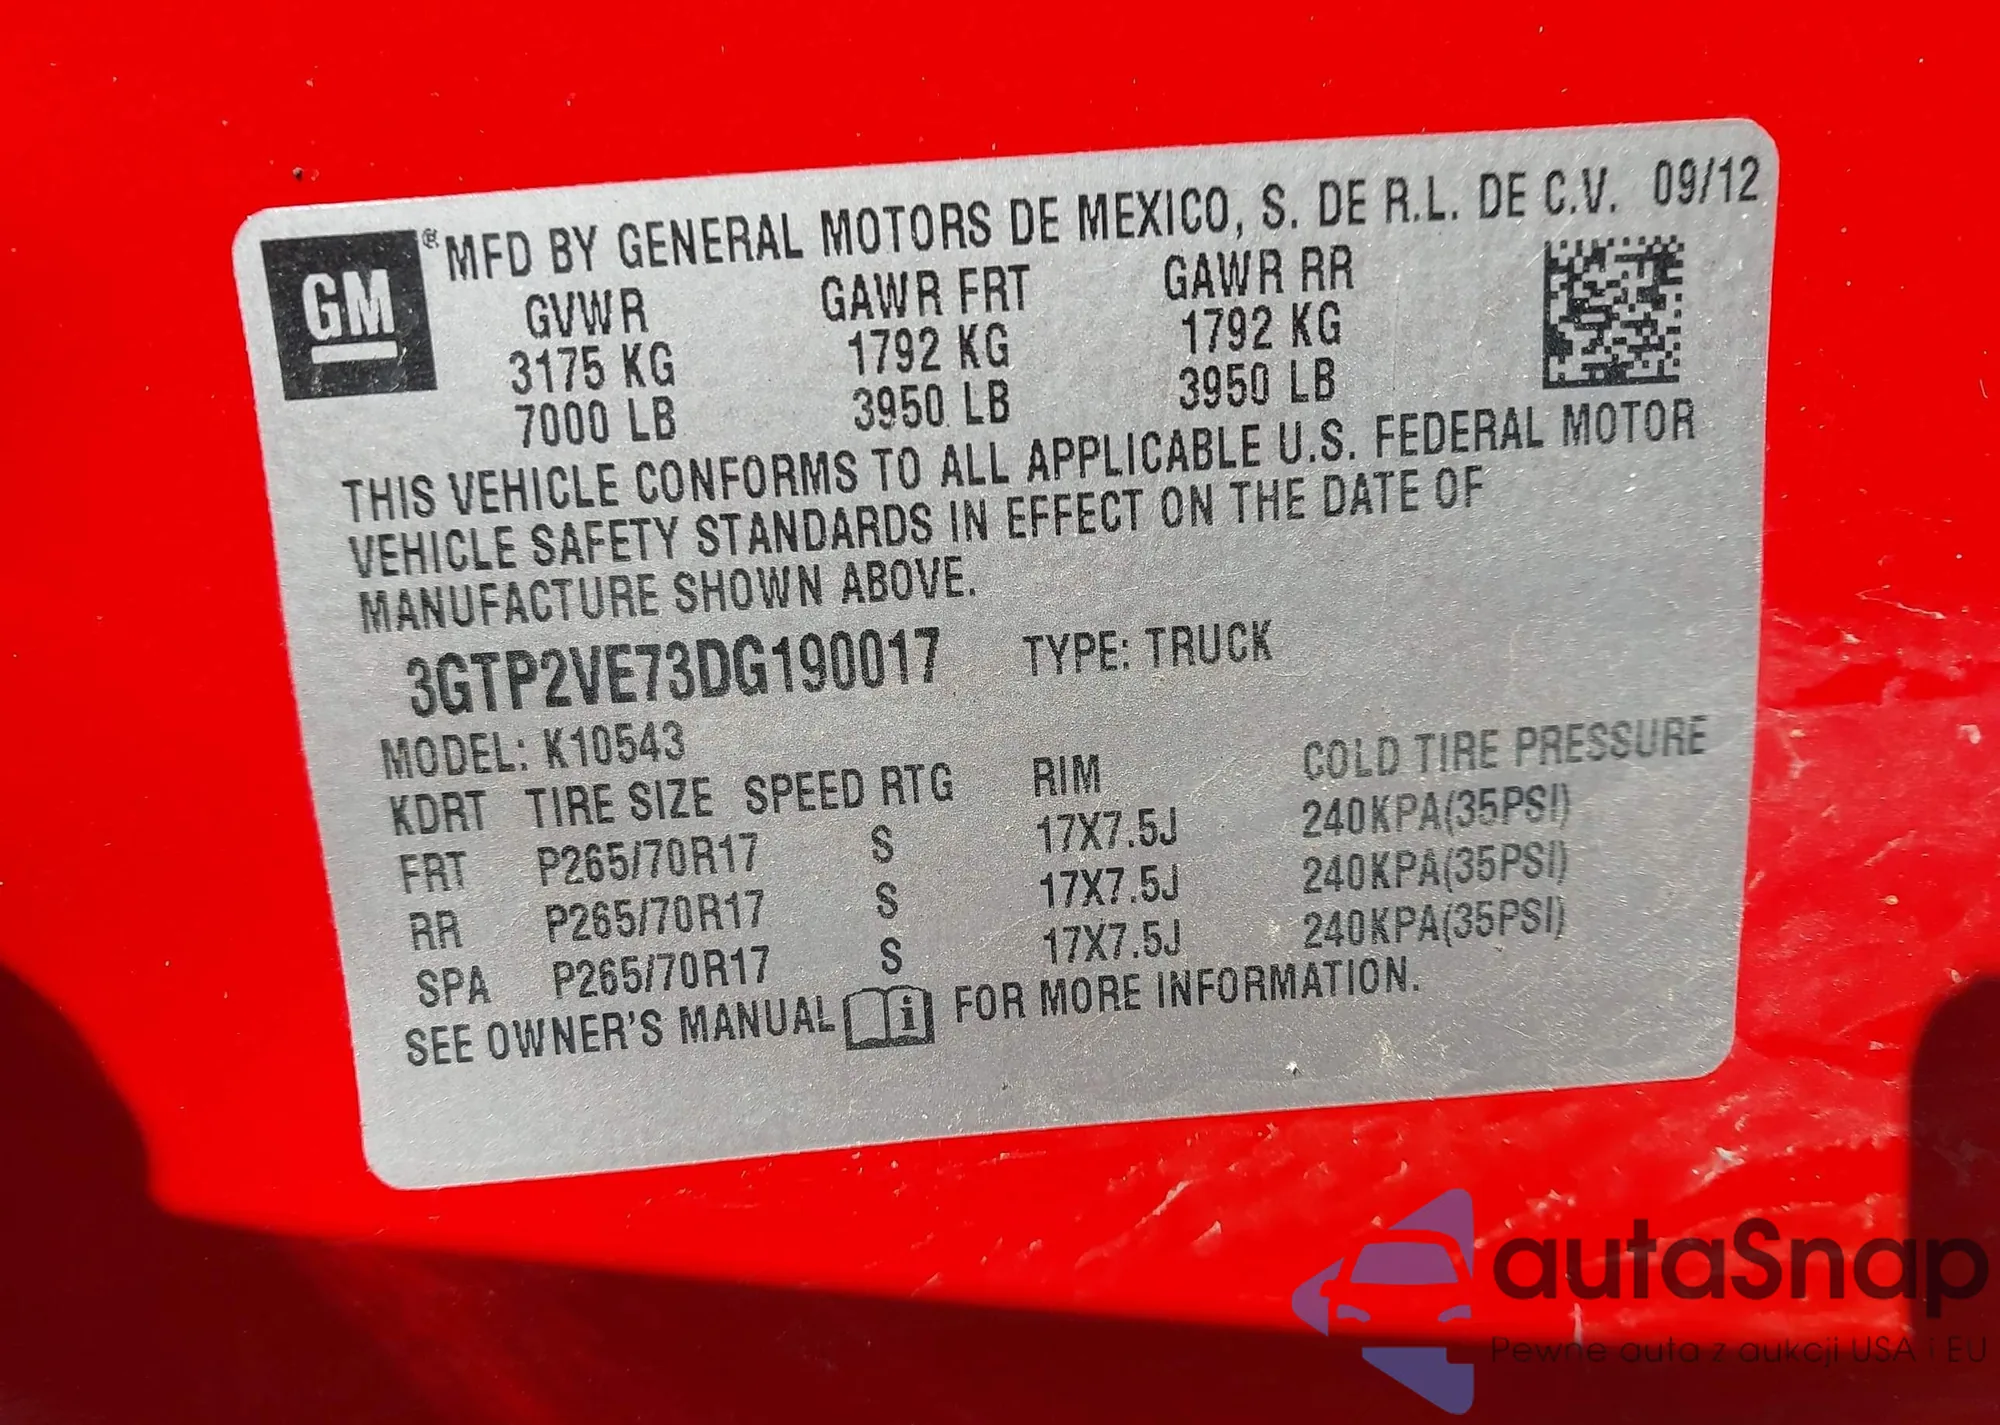 GM ® MFD BY GENERAL MOTORS DE MEXICO, S. DE R.L. DE C.V. 09/12
GVWR GAWR FRT GAWR RR
3175 KG 1792 KG 1792 KG
7000 LB 3950 LB 3950 LB
THIS VEHICLE CONFORMS TO ALL APPLICABLE U.S. FEDERAL MOTOR
VEHICLE SAFETY STANDARDS IN EFFECT ON THE DATE OF
MANUFACTURE SHOWN ABOVE.
3GTP2VE73DG190017 TYPE: TRUCK
MODEL: K10543
KDRT TIRE SIZE SPEED RTG RIM COLD TIRE PRESSURE
FRT P265/70R17 S 17X7.5J 240KPA(35PSI)
RR P265/70R17 S 17X7.5J 240KPA(35PSI)
SPA P265/70R17 S 17X7.5J 240KPA(35PSI)
SEE OWNER'S MANUAL i FOR MORE INFORMATION.
autaSnap
Pewne auta z aukcji USA i EU